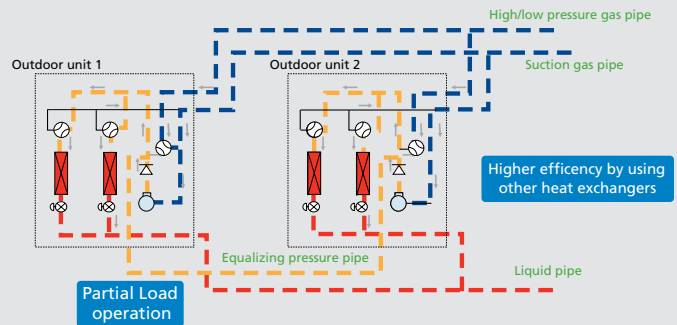 High/low pressure gas pipe
Outdoor unit 1
Outdoor unit 2
Suction gas pipe
Higher efficency by using
other heat exchangers
Equalizing pressure pipe
Liquid pipe
Partial Load
operation